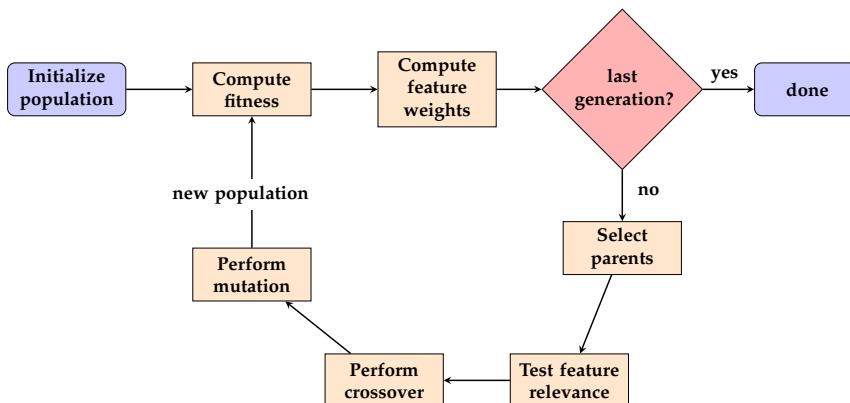 Initialize
population
Compute
fitness
Compute
feature
weights
last
generation?
yes
done
no
Select
parents
Test feature
relevance
Perform
crossover
Perform
mutation
new population